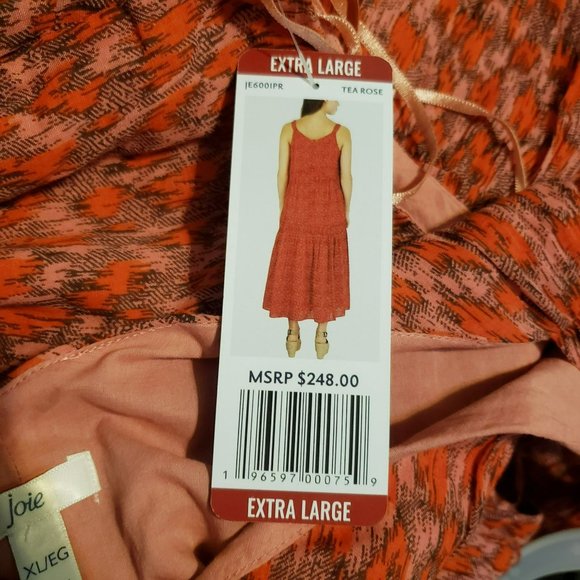 EXTRA LARGE
JE6001PR TEA ROSE
MSRP $248.00
1 96597 00075 9
EXTRA LARGE
joie
XL/EG